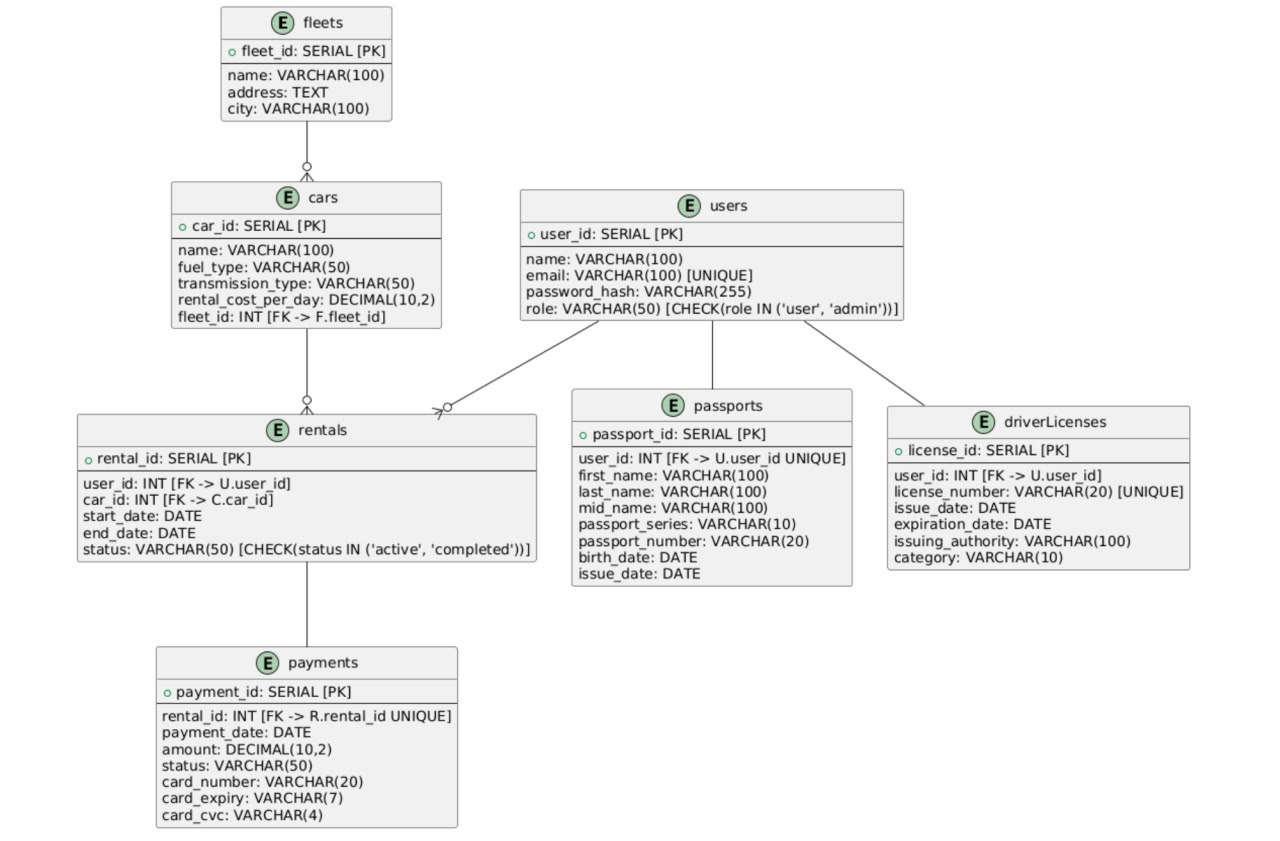 E fleets
fleet_id: SERIAL [PK]
name: VARCHAR(100)
address: TEXT
city: VARCHAR(100)
E cars
car_id: SERIAL [PK]
name: VARCHAR(100)
fuel_type: VARCHAR(50)
transmission_type: VARCHAR(50)
rental_cost_per_day: DECIMAL(10,2)
fleet_id: INT [FK -> F.fleet_id]
E users
user_id: SERIAL [PK]
name: VARCHAR(100)
email: VARCHAR(100) [UNIQUE]
password_hash: VARCHAR(255)
role: VARCHAR(50) [CHECK(role IN ('user', 'admin'))]
E rentals
rental_id: SERIAL [PK]
user_id: INT [FK -> U.user_id]
car_id: INT [FK -> C.car_id]
start_date: DATE
end_date: DATE
status: VARCHAR(50) [CHECK(status IN ('active', 'completed'))]
E passports
passport_id: SERIAL [PK]
user_id: INT [FK -> U.user_id UNIQUE]
first_name: VARCHAR(100)
last_name: VARCHAR(100)
mid_name: VARCHAR(100)
passport_series: VARCHAR(10)
passport_number: VARCHAR(20)
birth_date: DATE
issue_date: DATE
E driverLicenses
license_id: SERIAL [PK]
user_id: INT [FK -> U.user_id]
license_number: VARCHAR(20) [UNIQUE]
issue_date: DATE
expiration_date: DATE
issuing_authority: VARCHAR(100)
category: VARCHAR(10)
E payments
payment_id: SERIAL [PK]
rental_id: INT [FK -> R.rental_id UNIQUE]
payment_date: DATE
amount: DECIMAL(10,2)
status: VARCHAR(50)
card_number: VARCHAR(20)
card_expiry: VARCHAR(7)
card_cvc: VARCHAR(4)